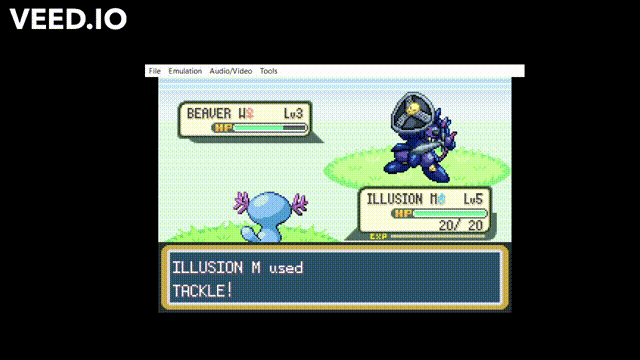 VEED.IO
File Emulation Audio/Video Tools
BEAVER W♀ Lv3
HP
ILLUSION M♂ Lv5
HP
20/ 20
EXP
ILLUSION M used
TACKLE!